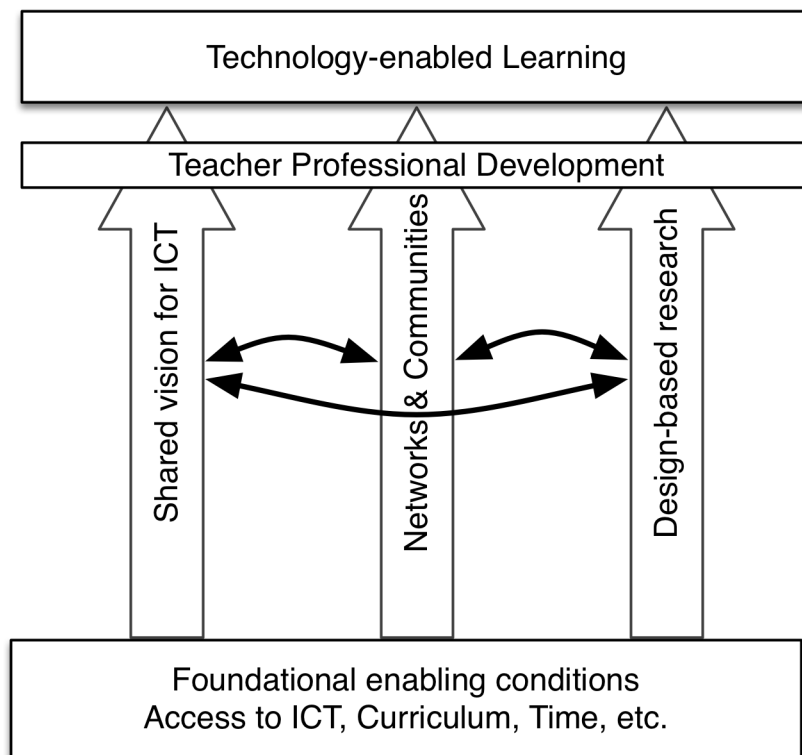 Technology-enabled Learning
Teacher Professional Development
Shared vision for ICT
Networks & Communities
Design-based research
Foundational enabling conditions
Access to ICT, Curriculum, Time, etc.